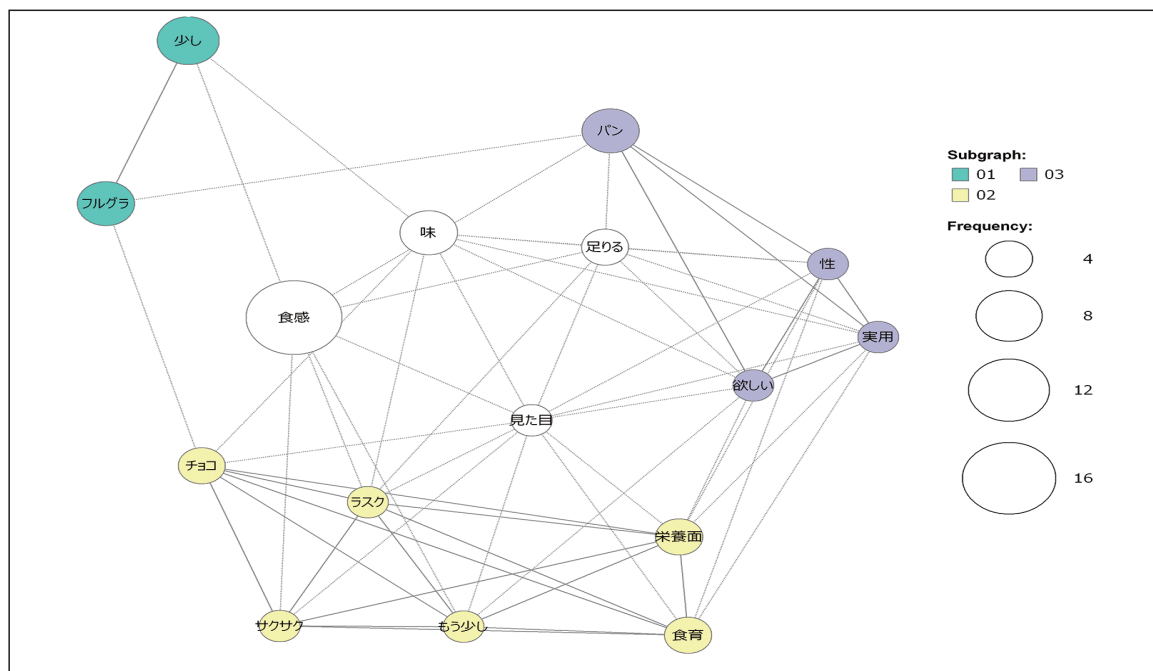 少し
パン
フルグラ
味
足りる
性
食感
実用
欲しい
見た目
チョコ
ラスク
栄養面
サクサク
もう少し
食育
Subgraph:
01
03
02
Frequency:
4
8
12
16